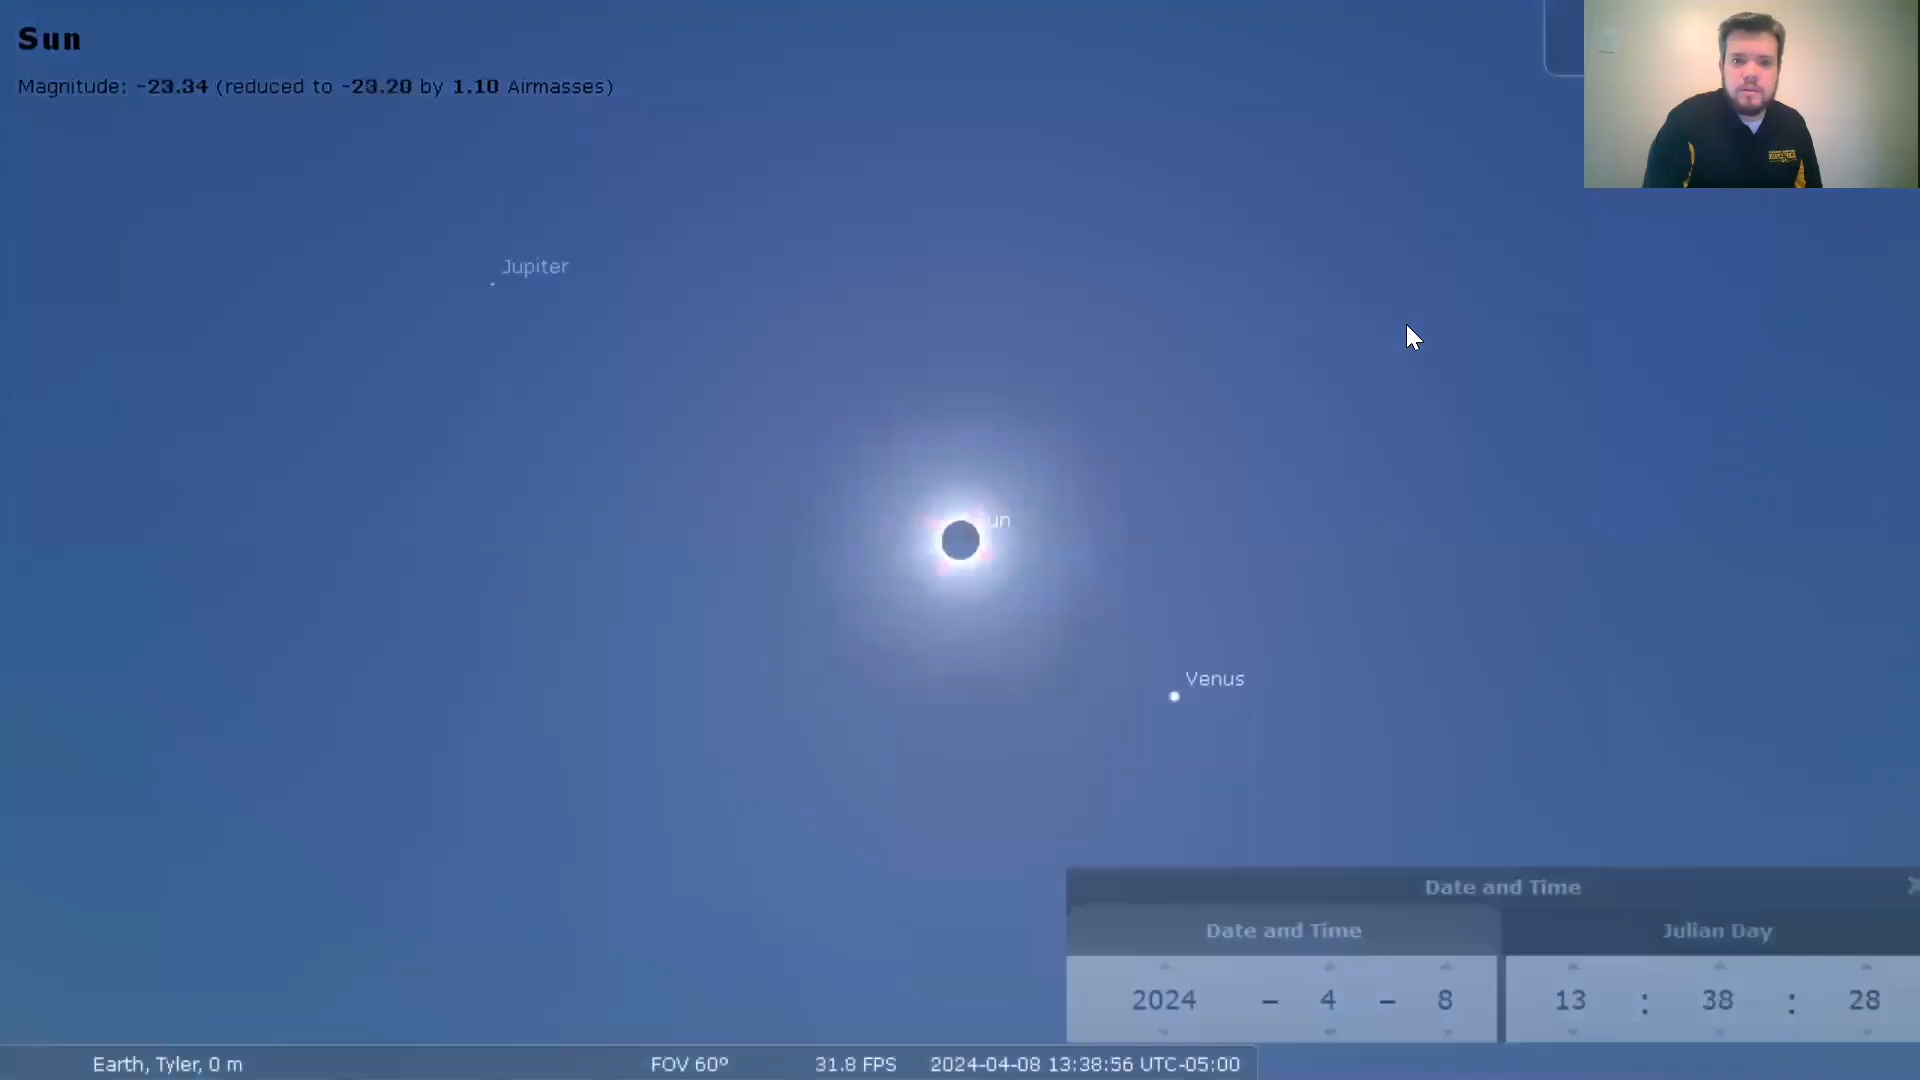 Sun
Magnitude: -23.34 (reduced to -23.20 by 1.10 Airmasses)
Jupiter
un
Venus
Date and Time
Date and Time
Julian Day
2024 - 4 - 8
13 : 38 : 28
Earth, Tyler, 0 m
FOV 60°
31.8 FPS
2024-04-08 13:38:56 UTC-05:00